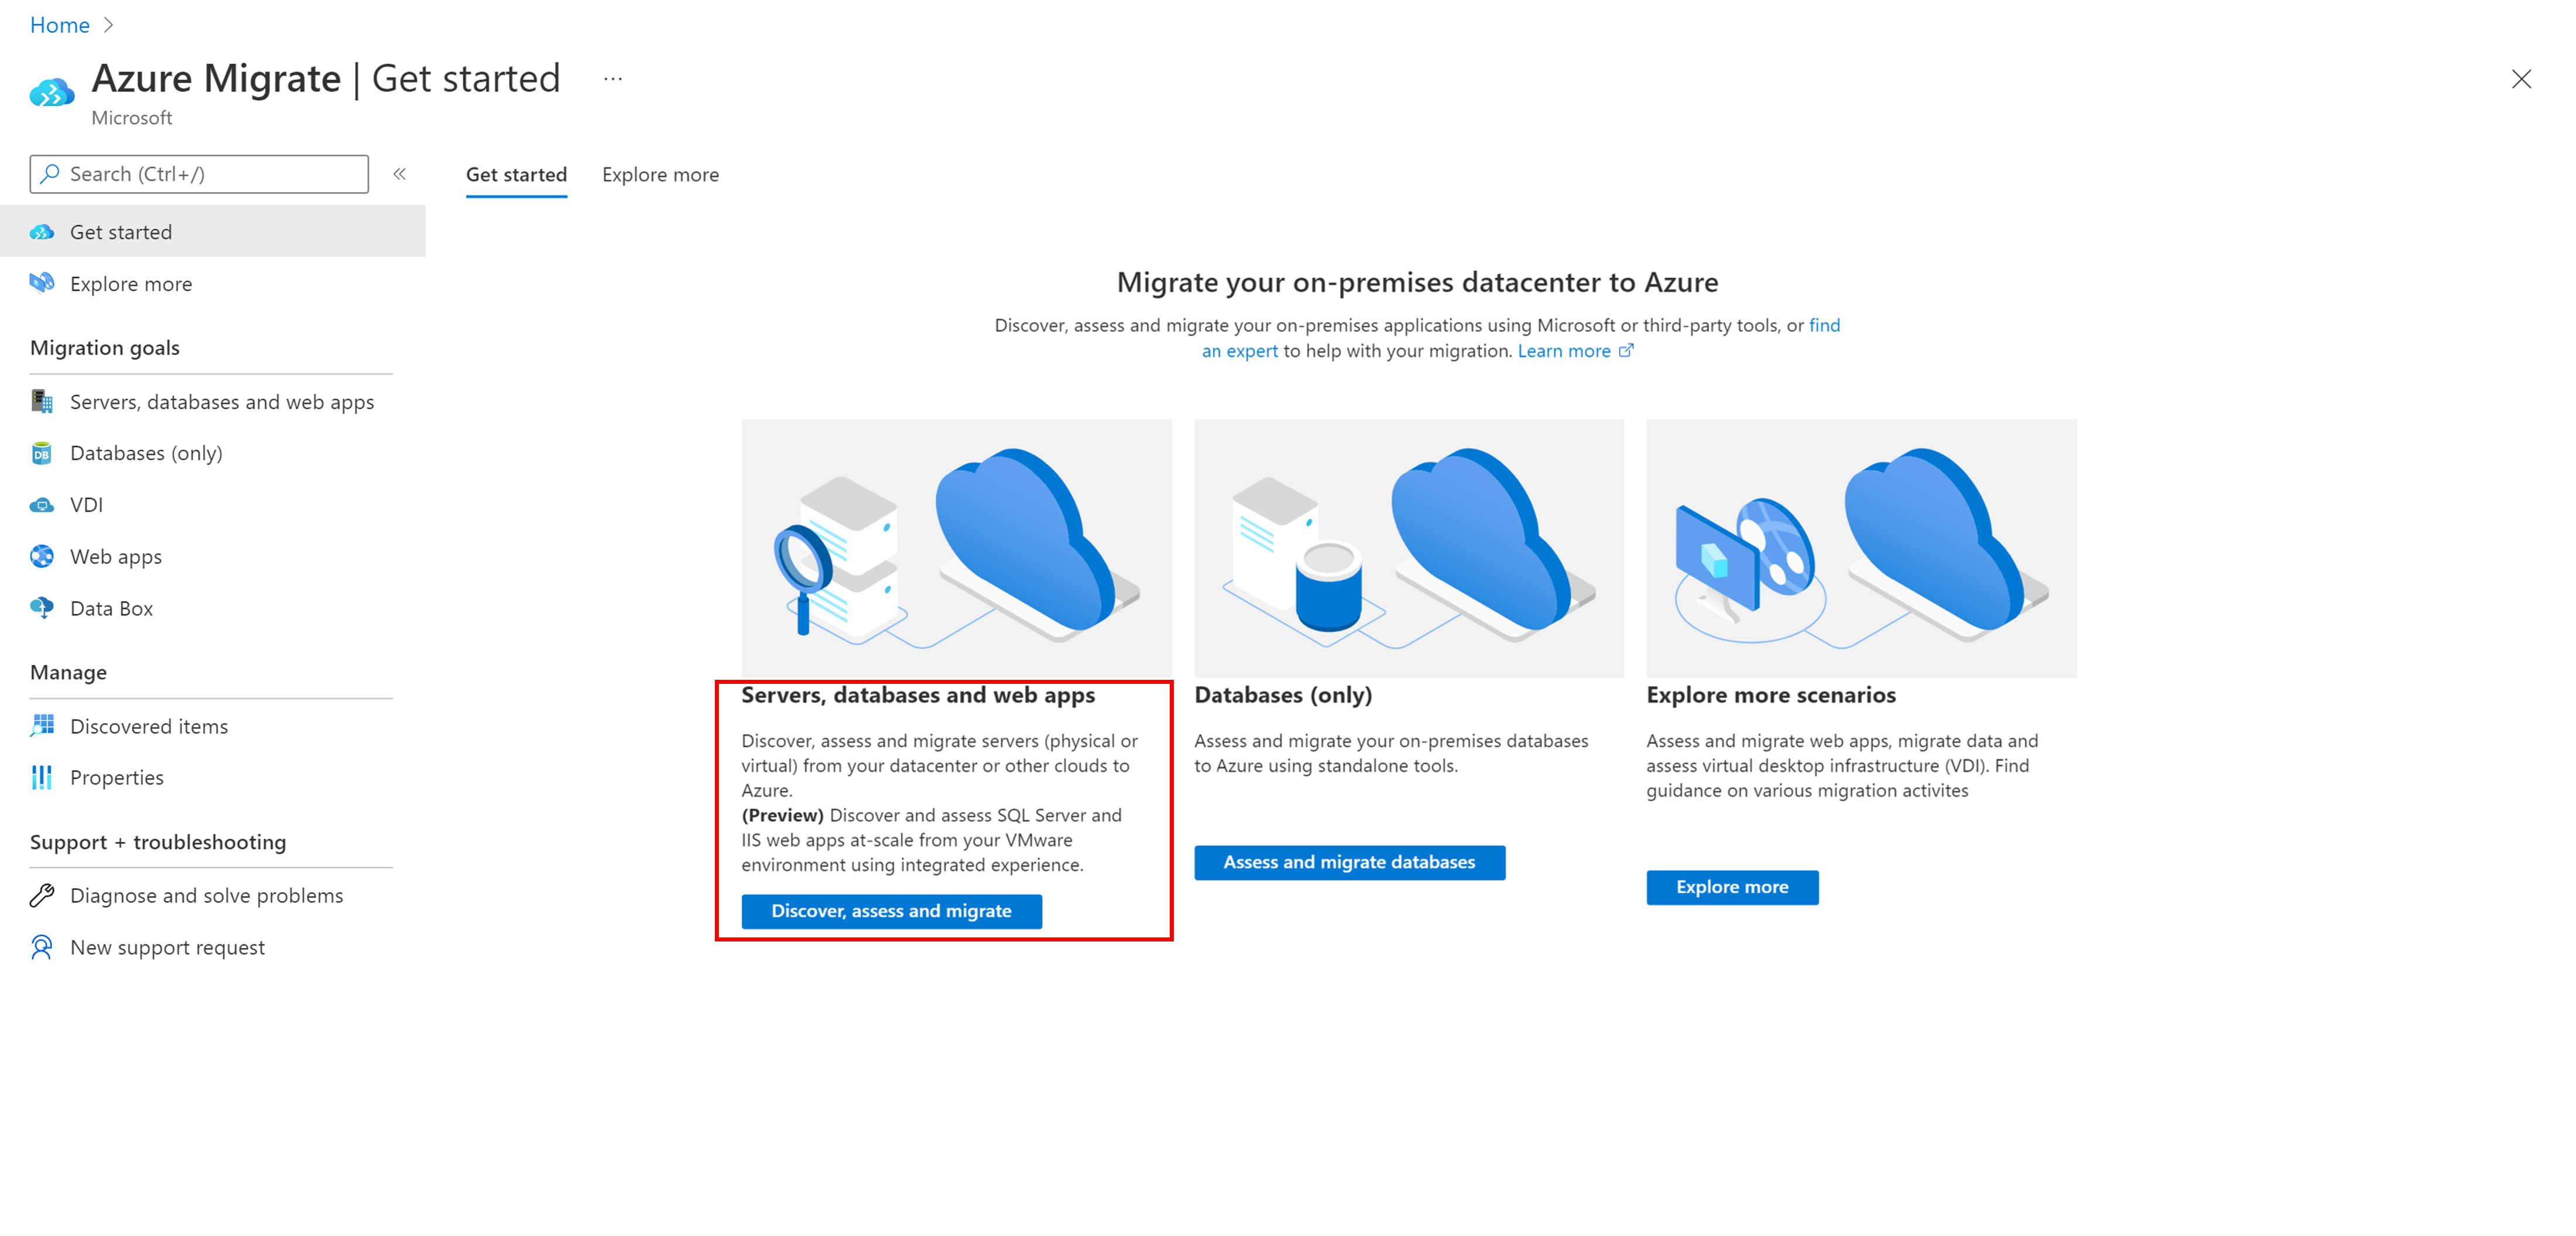 Home
Azure Migrate | Get started ...
Microsoft
Search (Ctrl+/)
Get started
Explore more
Migration goals
Servers, databases and web apps
DB
Databases (only)
VDI
Web apps
Data Box
Manage
Discovered items
Properties
Support + troubleshooting
Diagnose and solve problems
New support request
Get started Explore more
Migrate your on-premises datacenter to Azure
Discover, assess and migrate your on-premises applications using Microsoft or third-party tools, or find
an expert to help with your migration. Learn more
Servers, databases and web apps
Discover, assess and migrate servers (physical or
virtual) from your datacenter or other clouds to
Azure.
(Preview) Discover and assess SQL Server and
IIS web apps at-scale from your VMware
environment using integrated experience.
Discover, assess and migrate
Databases (only)
Assess and migrate your on-premises databases
to Azure using standalone tools.
Assess and migrate databases
Explore more scenarios
Assess and migrate web apps, migrate data and
assess virtual desktop infrastructure (VDI). Find
guidance on various migration activites
Explore more